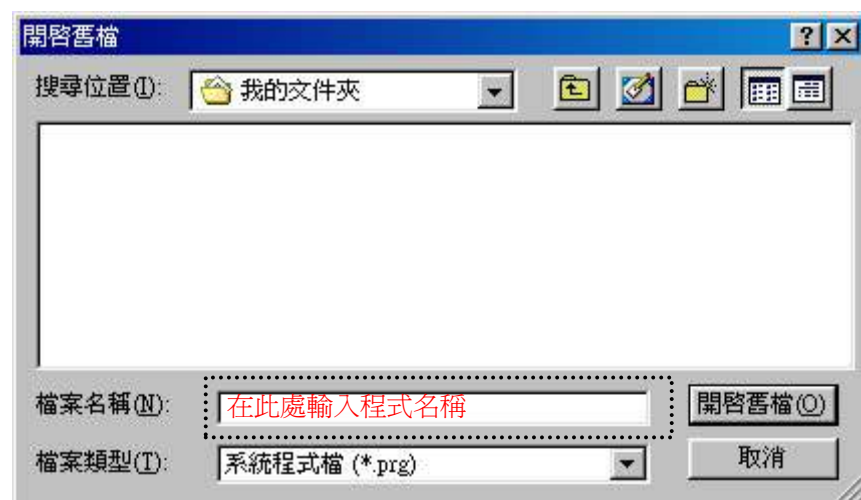 開啓舊檔
搜尋位置(I): 我的文件夾
檔案名稱(N): 在此處輸入程式名稱 開啓舊檔(O)
檔案類型(T): 系統程式檔 (*.prg) 取消